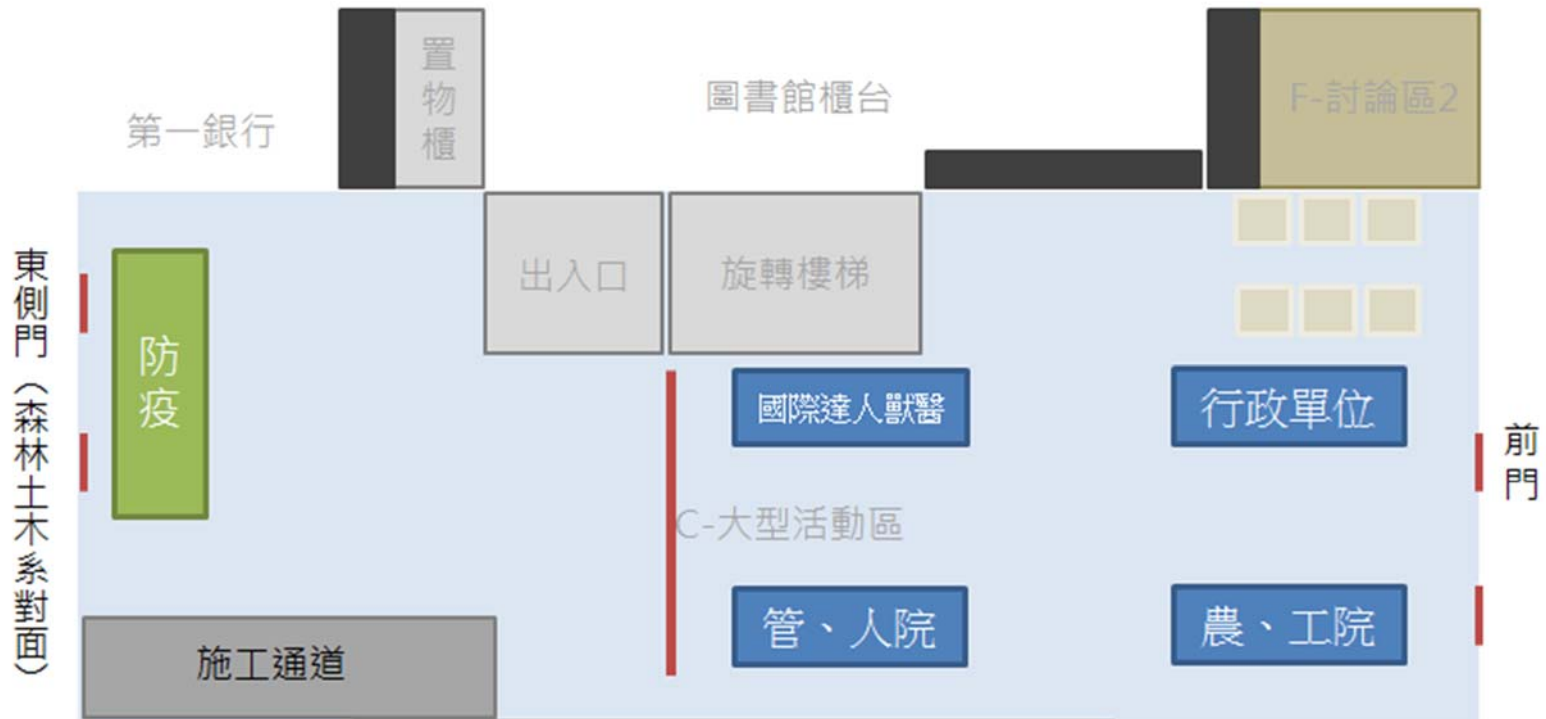 置物櫃
圖書館櫃台
F-討論區2
第一銀行
東側門（森林土木系對面）
防疫
出入口
旋轉樓梯
國際達人獸醫
行政單位
前門
C-大型活動區
管、人院
農、工院
施工通道